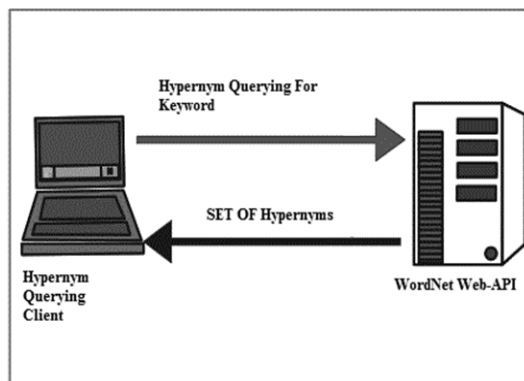 Hypernym Querying For
Keyword
SET OF Hypernyms
Hypernym
Querying
Client
WordNet Web-API